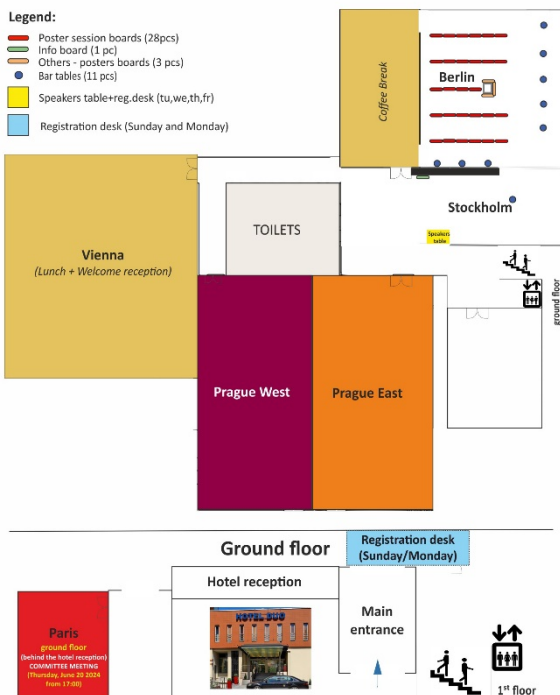 Legend:
Poster session boards (28pcs)
Info board (1 pc)
Others - posters boards (3 pcs)
Bar tables (11 pcs)
Speakers table+reg.desk (tu,we,th,fr)
Registration desk (Sunday and Monday)
Coffee Break
Berlin
Stockholm
Speakers
table
TOILETS
Vienna
(Lunch + Welcome reception)
ground floor
Prague West
Prague East
Ground floor
Registration desk
(Sunday/Monday)
Hotel reception
HOTEL DUO
Main
entrance
Paris
ground floor
(behind the hotel reception)
COMMITTEE MEETING
(Thursday, June 20 2024
from 17:00)
1st floor